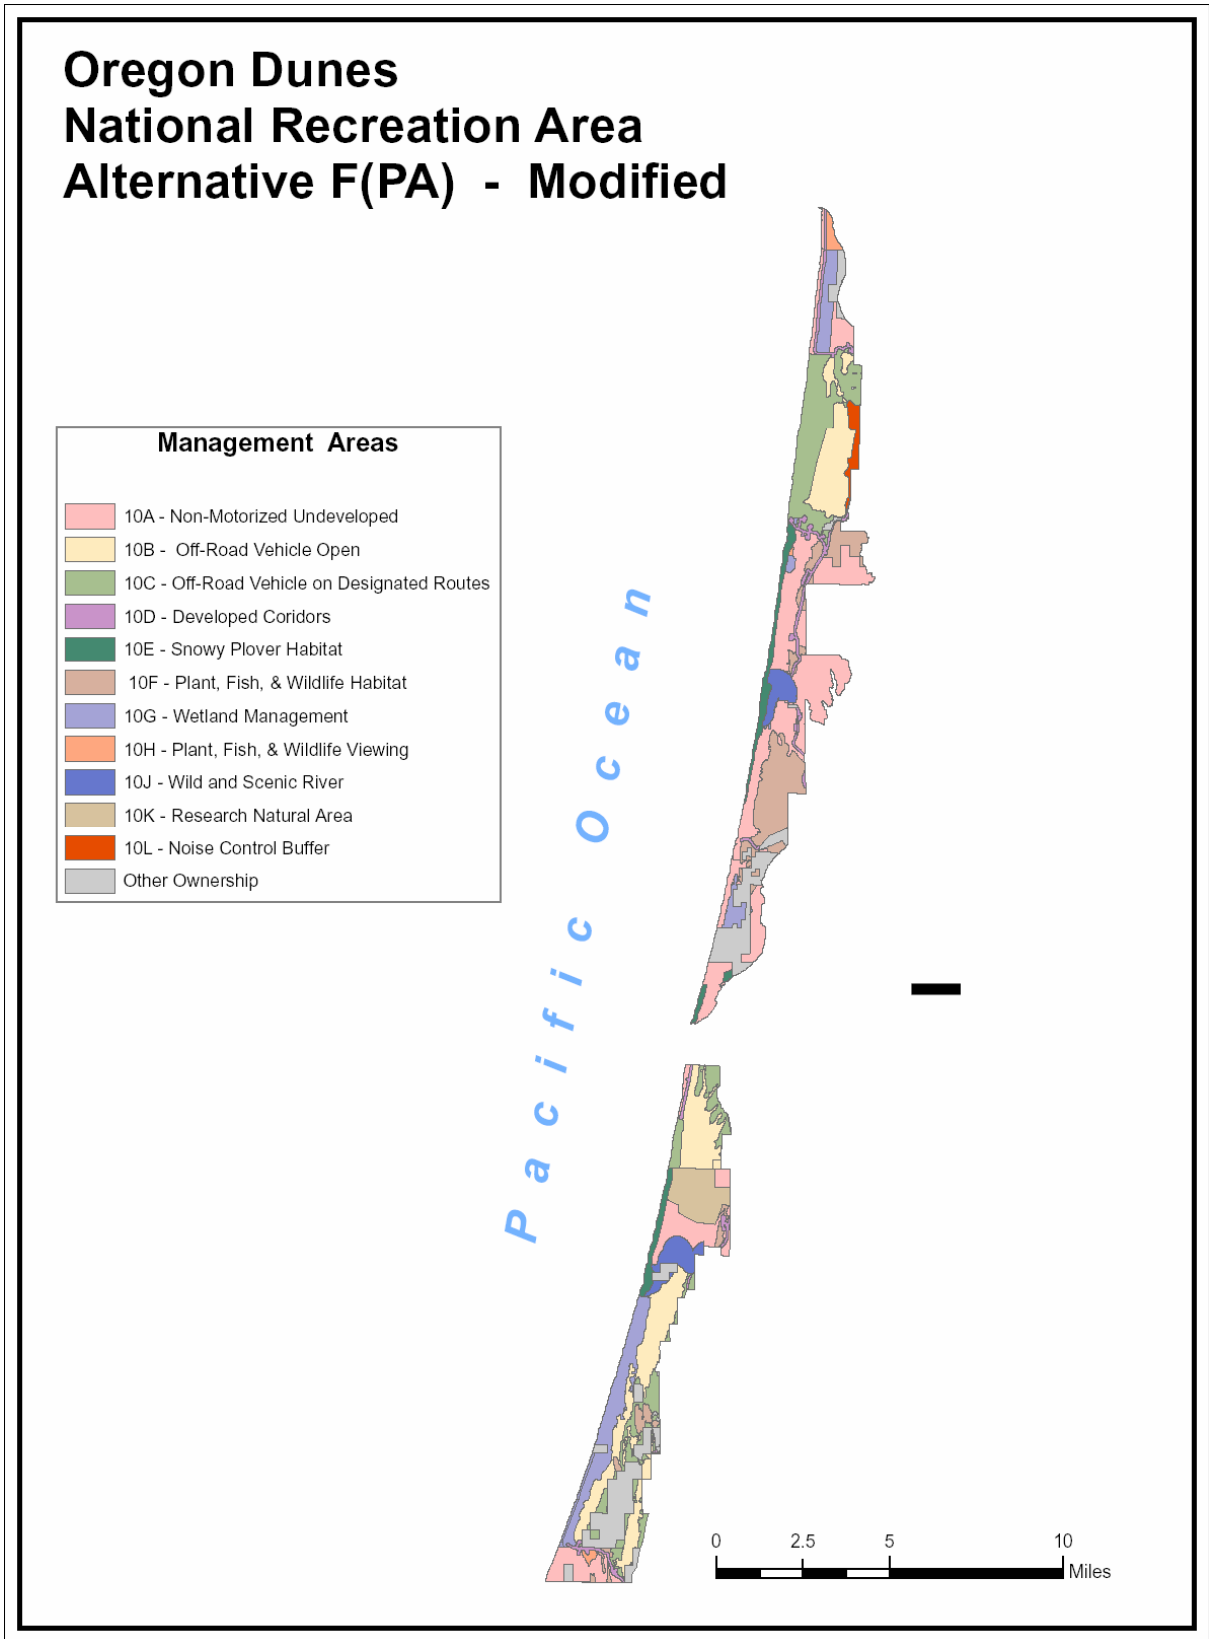 Oregon Dunes
National Recreation Area
Alternative F(PA) - Modified
Management Areas
10A - Non-Motorized Undeveloped
10B - Off-Road Vehicle Open
10C - Off-Road Vehicle on Designated Routes
10D - Developed Coridors
10E - Snowy Plover Habitat
10F - Plant, Fish, & Wildlife Habitat
10G - Wetland Management
10H - Plant, Fish, & Wildlife Viewing
10J - Wild and Scenic River
10K - Research Natural Area
10L - Noise Control Buffer
Other Ownership
Pacific Ocean
0 2.5 5 10
Miles